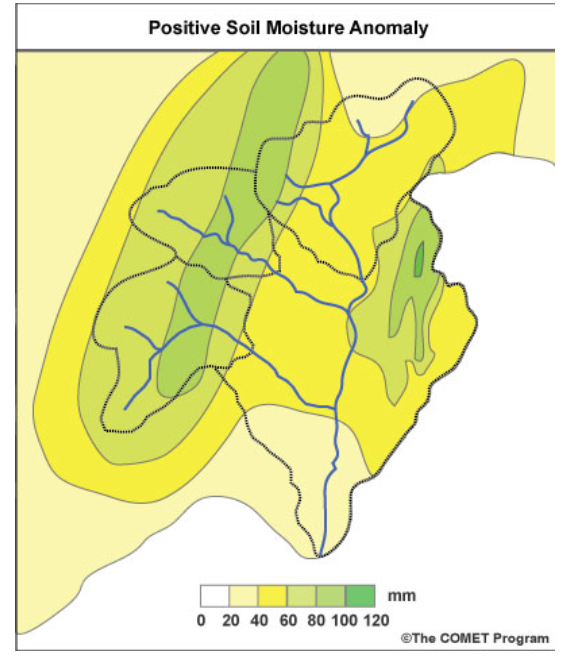 Positive Soil Moisture Anomaly
mm
0 20 40 60 80 100 120
©The COMET Program